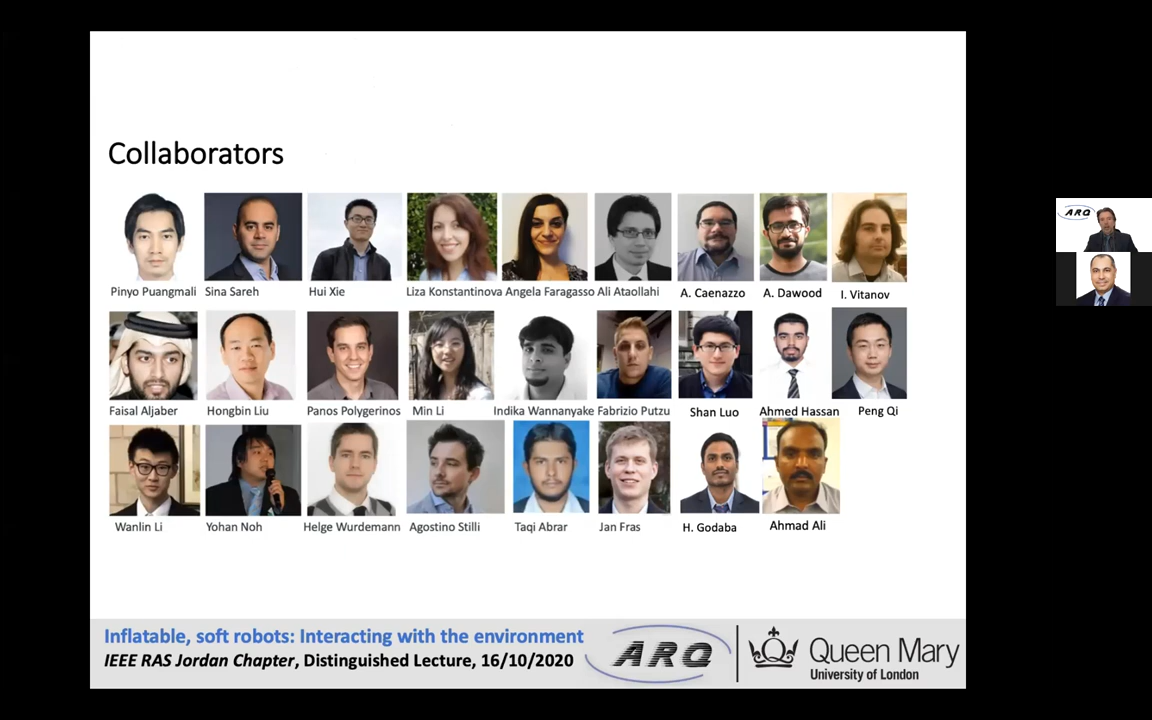 Collaborators
Pinyo Puangmali Sina Sareh Hui Xie Liza Konstantinova Angela Faragasso Ali Ataollahi A. Caenazzo A. Dawood I. Vitanov
Faisal Aljaber Hongbin Liu Panos Polygerinos Min Li Indika Wannanyake Fabrizio Putzu Shan Luo Ahmed Hassan Peng Qi
Wanlin Li Yohan Noh Helge Wurdemann Agostino Stilli Taqi Abrar Jan Fras H. Godaba Ahmad Ali
Inflatable, soft robots: Interacting with the environment
IEEE RAS Jordan Chapter, Distinguished Lecture, 16/10/2020
ARQ
Queen Mary
University of London
ARQ